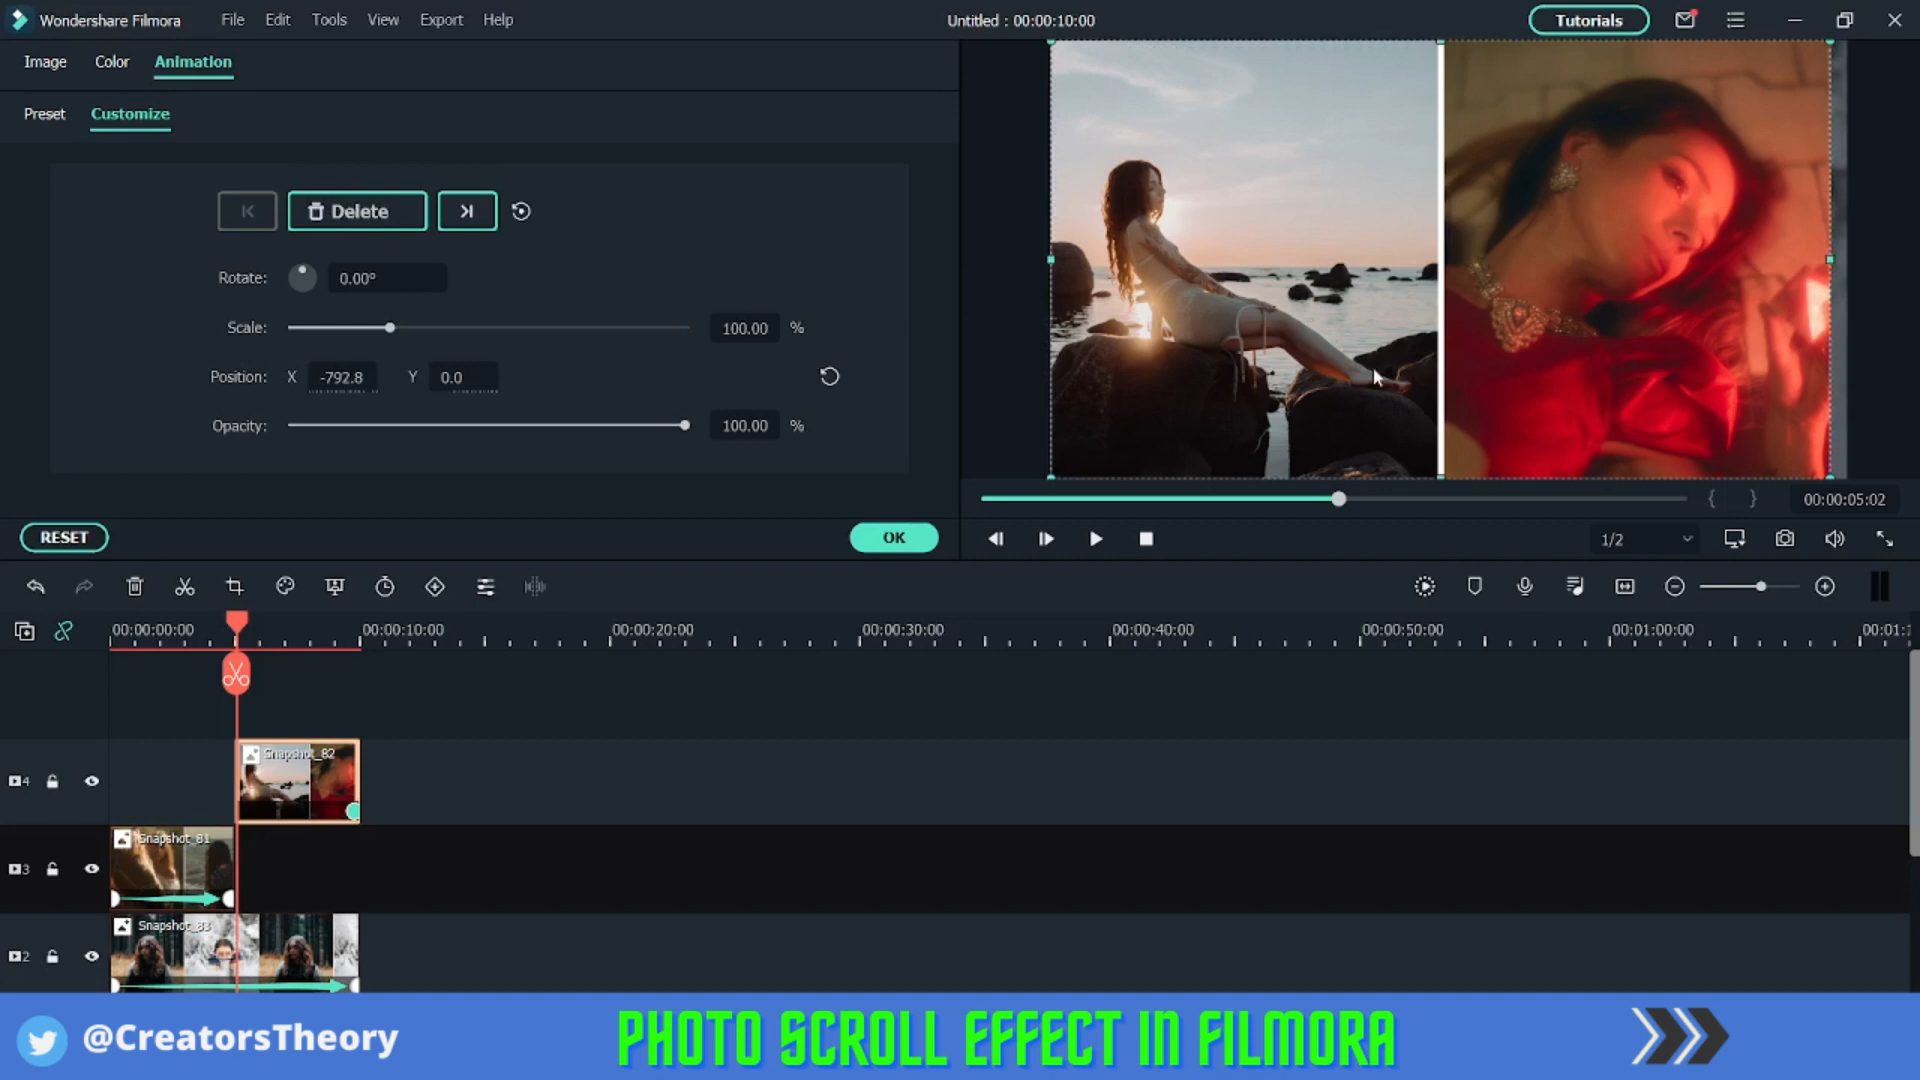 Wondershare Filmora File Edit Tools View Export Help Untitled : 00:00:10:00 Tutorials
Image Color Animation
Preset Customize
Delete
Rotate: 0.00°
Scale: 100.00 %
Position: X -792.8 Y 0.0
Opacity: 100.00 %
{ } 00:00:05:02
RESET OK
1/2
00:00:00:00 00:00:10:00 00:00:20:00 00:00:30:00 00:00:40:00 00:00:50:00 00:01:00:00
Snapshot_82
4
Snapshot_81
3
Snapshot_83
2
@CreatorsTheory PHOTO SCROLL EFFECT IN FILMORA